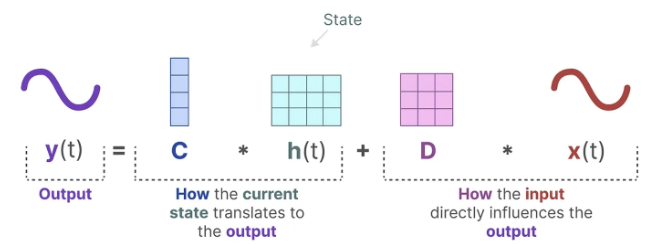 State
y(t) = C * h(t) + D * x(t)
Output
How the current
state translates to
the output
How the input
directly influences the
output